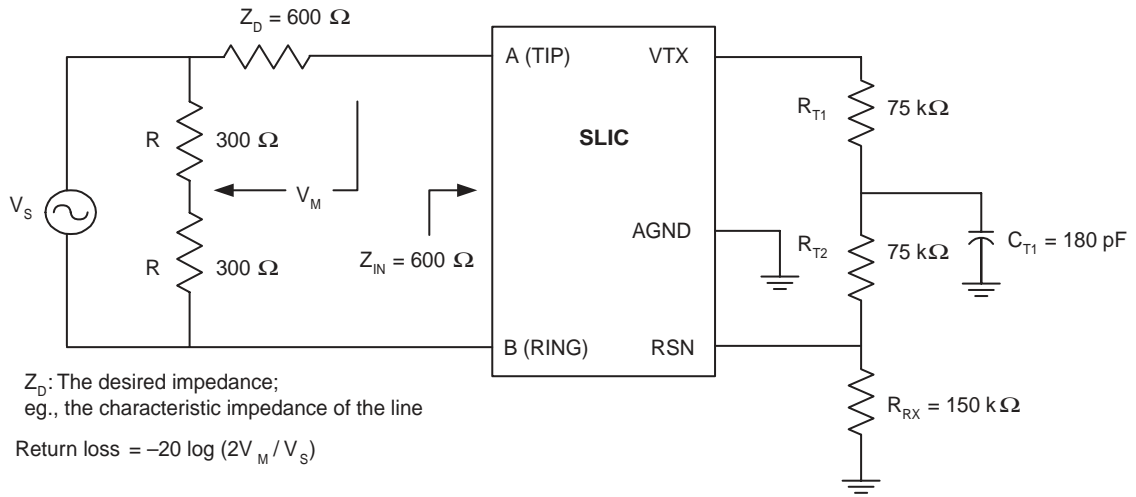 Z_D = 600 Ω
A (TIP)
VTX
R_T1
75 kΩ
SLIC
R
300 Ω
V_M
V_S
R
300 Ω
Z_IN = 600 Ω
AGND
R_T2
75 kΩ
C_T1 = 180 pF
B (RING)
RSN
Z_D: The desired impedance;
eg., the characteristic impedance of the line
R_RX = 150 kΩ
Return loss = –20 log (2V_M / V_S)